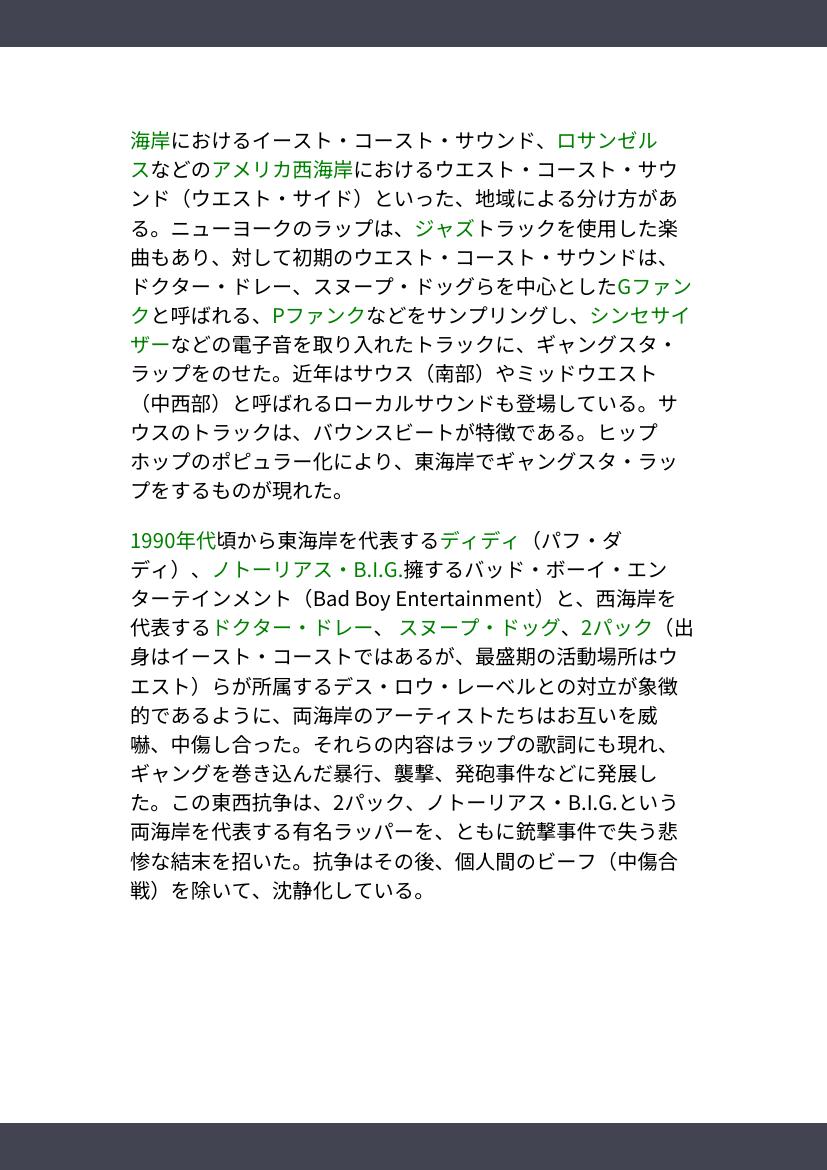 海岸におけるイースト・コースト・サウンド、ロサンゼル
スなどのアメリカ西海岸におけるウエスト・コースト・サウ
ンド（ウエスト・サイド）といった、地域による分け方があ
る。ニューヨークのラップは、ジャズトラックを使用した楽
曲もあり、対して初期のウエスト・コースト・サウンドは、
ドクター・ドレー、スヌープ・ドッグらを中心としたGファン
クと呼ばれる、Pファンクなどをサンプリングし、シンセサイ
ザーなどの電子音を取り入れたトラックに、ギャングスタ・
ラップをのせた。近年はサウス（南部）やミッドウエスト
（中西部）と呼ばれるローカルサウンドも登場している。サ
ウスのトラックは、バウンスビートが特徴である。ヒップ
ホップのポピュラー化により、東海岸でギャングスタ・ラッ
プをするものが現れた。
1990年代頃から東海岸を代表するディディ（パフ・ダ
ディ）、ノトーリアス・B.I.G.擁するバッド・ボーイ・エン
ターテインメント（Bad Boy Entertainment）と、西海岸を
代表するドクター・ドレー、 スヌープ・ドッグ、2パック（出
身はイースト・コーストではあるが、最盛期の活動場所はウ
エスト）らが所属するデス・ロウ・レーベルとの対立が象徴
的であるように、両海岸のアーティストたちはお互いを威
嚇、中傷し合った。それらの内容はラップの歌詞にも現れ、
ギャングを巻き込んだ暴行、襲撃、発砲事件などに発展し
た。この東西抗争は、2パック、ノトーリアス・B.I.G.という
両海岸を代表する有名ラッパーを、ともに銃撃事件で失う悲
惨な結末を招いた。抗争はその後、個人間のビーフ（中傷合
戦）を除いて、沈静化している。